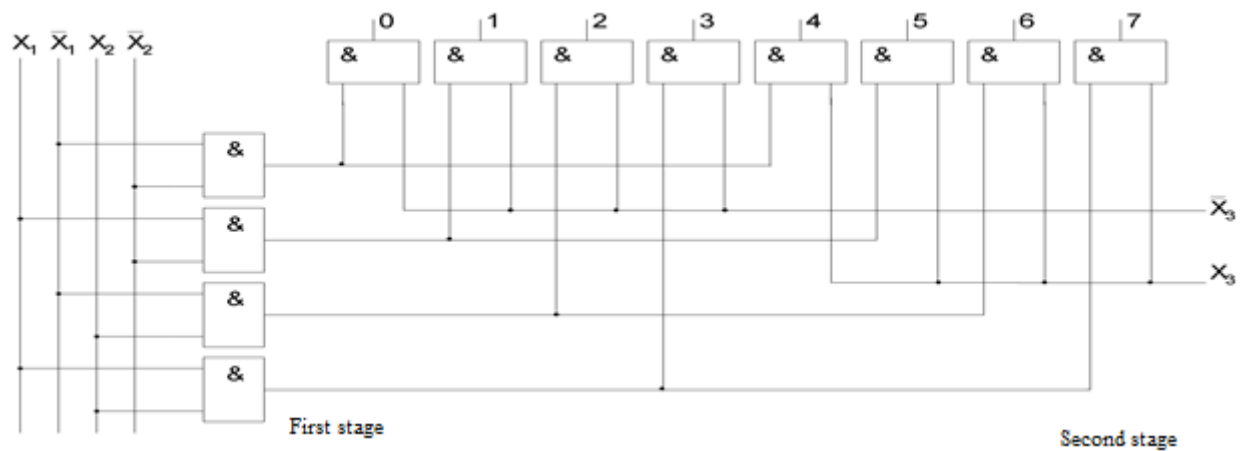 0 1 2 3 4 5 6 7
X₁ X̄₁ X₂ X̄₂
& & & & & & & &
&
&
X̄₃
&
X₃
&
First stage
Second stage